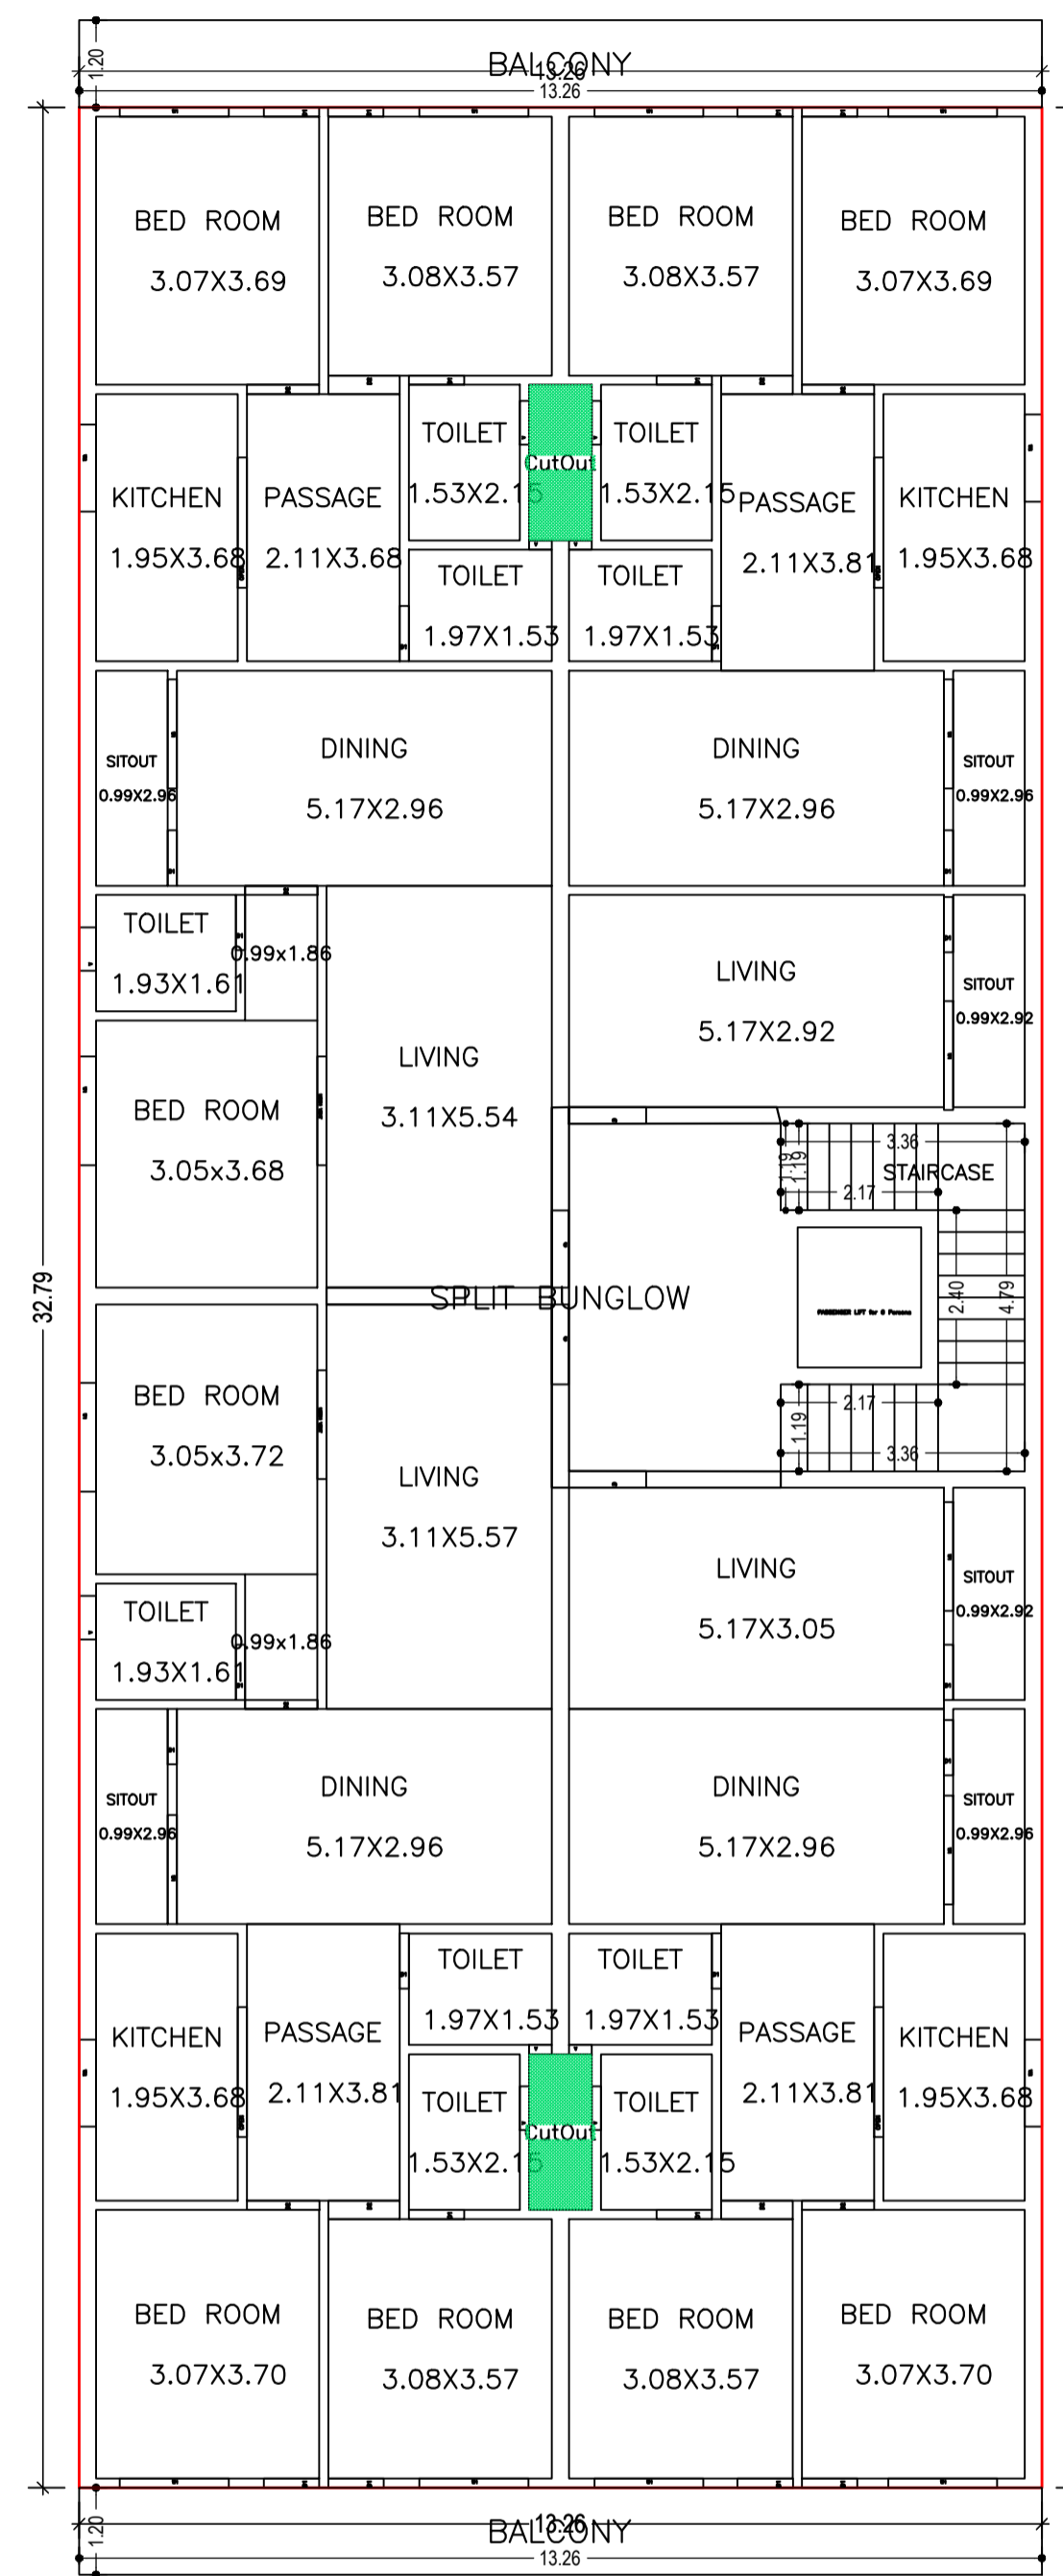 BALCONY
1.20
13.26
13.26
BED ROOM
3.07X3.69
BED ROOM
3.08X3.57
BED ROOM
3.08X3.57
BED ROOM
3.07X3.69
KITCHEN
1.95X3.68
PASSAGE
2.11X3.68
TOILET
1.53X2.15
CutOut
TOILET
1.53X2.15
PASSAGE
2.11X3.81
KITCHEN
1.95X3.68
TOILET
1.97X1.53
TOILET
1.97X1.53
SITOUT
0.99X2.96
DINING
5.17X2.96
DINING
5.17X2.96
SITOUT
0.99X2.96
TOILET
1.93X1.61
0.99x1.86
LIVING
5.17X2.92
SITOUT
0.99X2.92
BED ROOM
3.05x3.68
LIVING
3.11X5.54
STAIRCASE
3.36
1.19
1.19
2.17
2.40
4.79
32.79
SPLIT BUNGLOW
PASSENGER LIFT for 6 Persons
2.17
1.19
3.36
BED ROOM
3.05x3.72
LIVING
3.11X5.57
LIVING
5.17X3.05
SITOUT
0.99X2.92
TOILET
1.93X1.61
0.99x1.86
SITOUT
0.99X2.96
DINING
5.17X2.96
DINING
5.17X2.96
SITOUT
0.99X2.96
TOILET
1.97X1.53
TOILET
1.97X1.53
KITCHEN
1.95X3.68
PASSAGE
2.11X3.81
PASSAGE
2.11X3.81
KITCHEN
1.95X3.68
TOILET
1.53X2.15
CutOut
TOILET
1.53X2.15
BED ROOM
3.07X3.70
BED ROOM
3.08X3.57
BED ROOM
3.08X3.57
BED ROOM
3.07X3.70
1.20
13.26
BALCONY
13.26